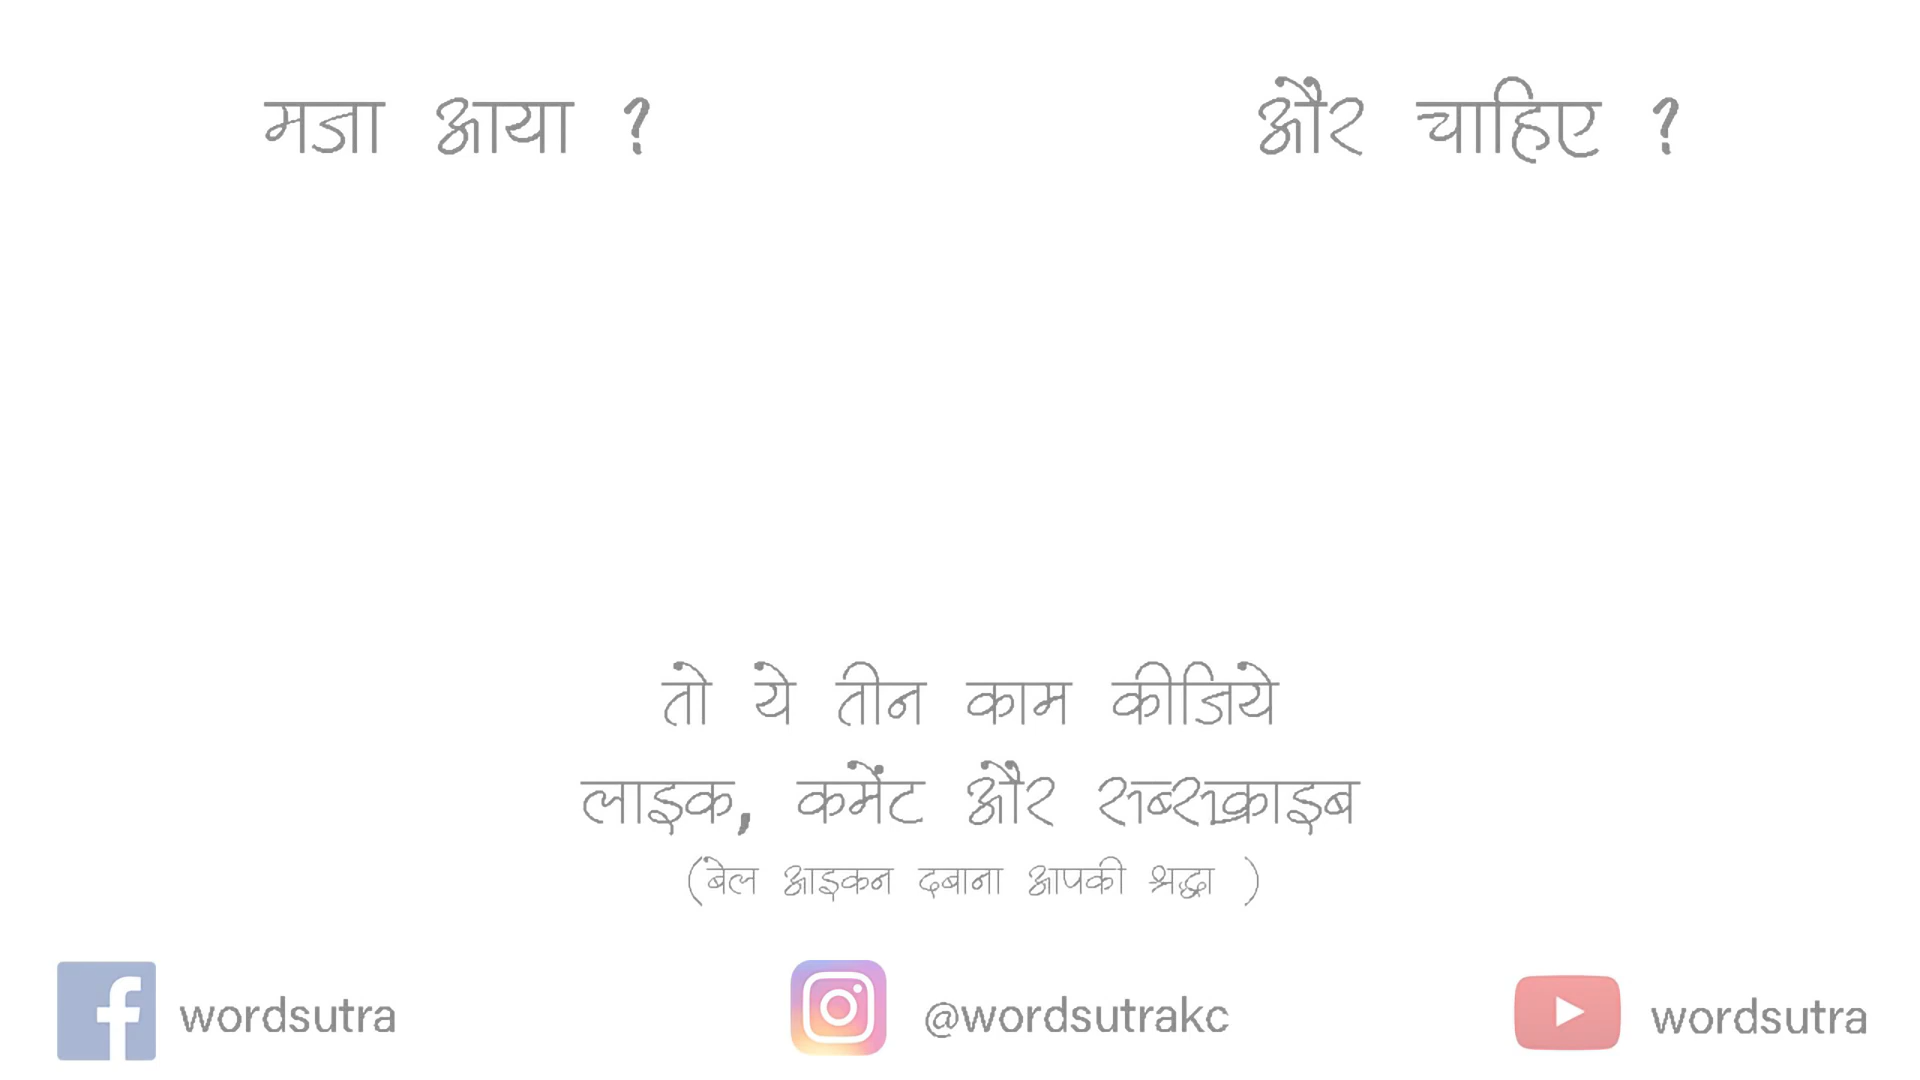 मजा आया ?
और चाहिए ?
तो ये तीन काम कीजिये
लाइक, कमेंट और सब्सक्राइब
(बेल आइकन दबाना आपकी श्रद्धा )
wordsutra
@wordsutrakc
wordsutra